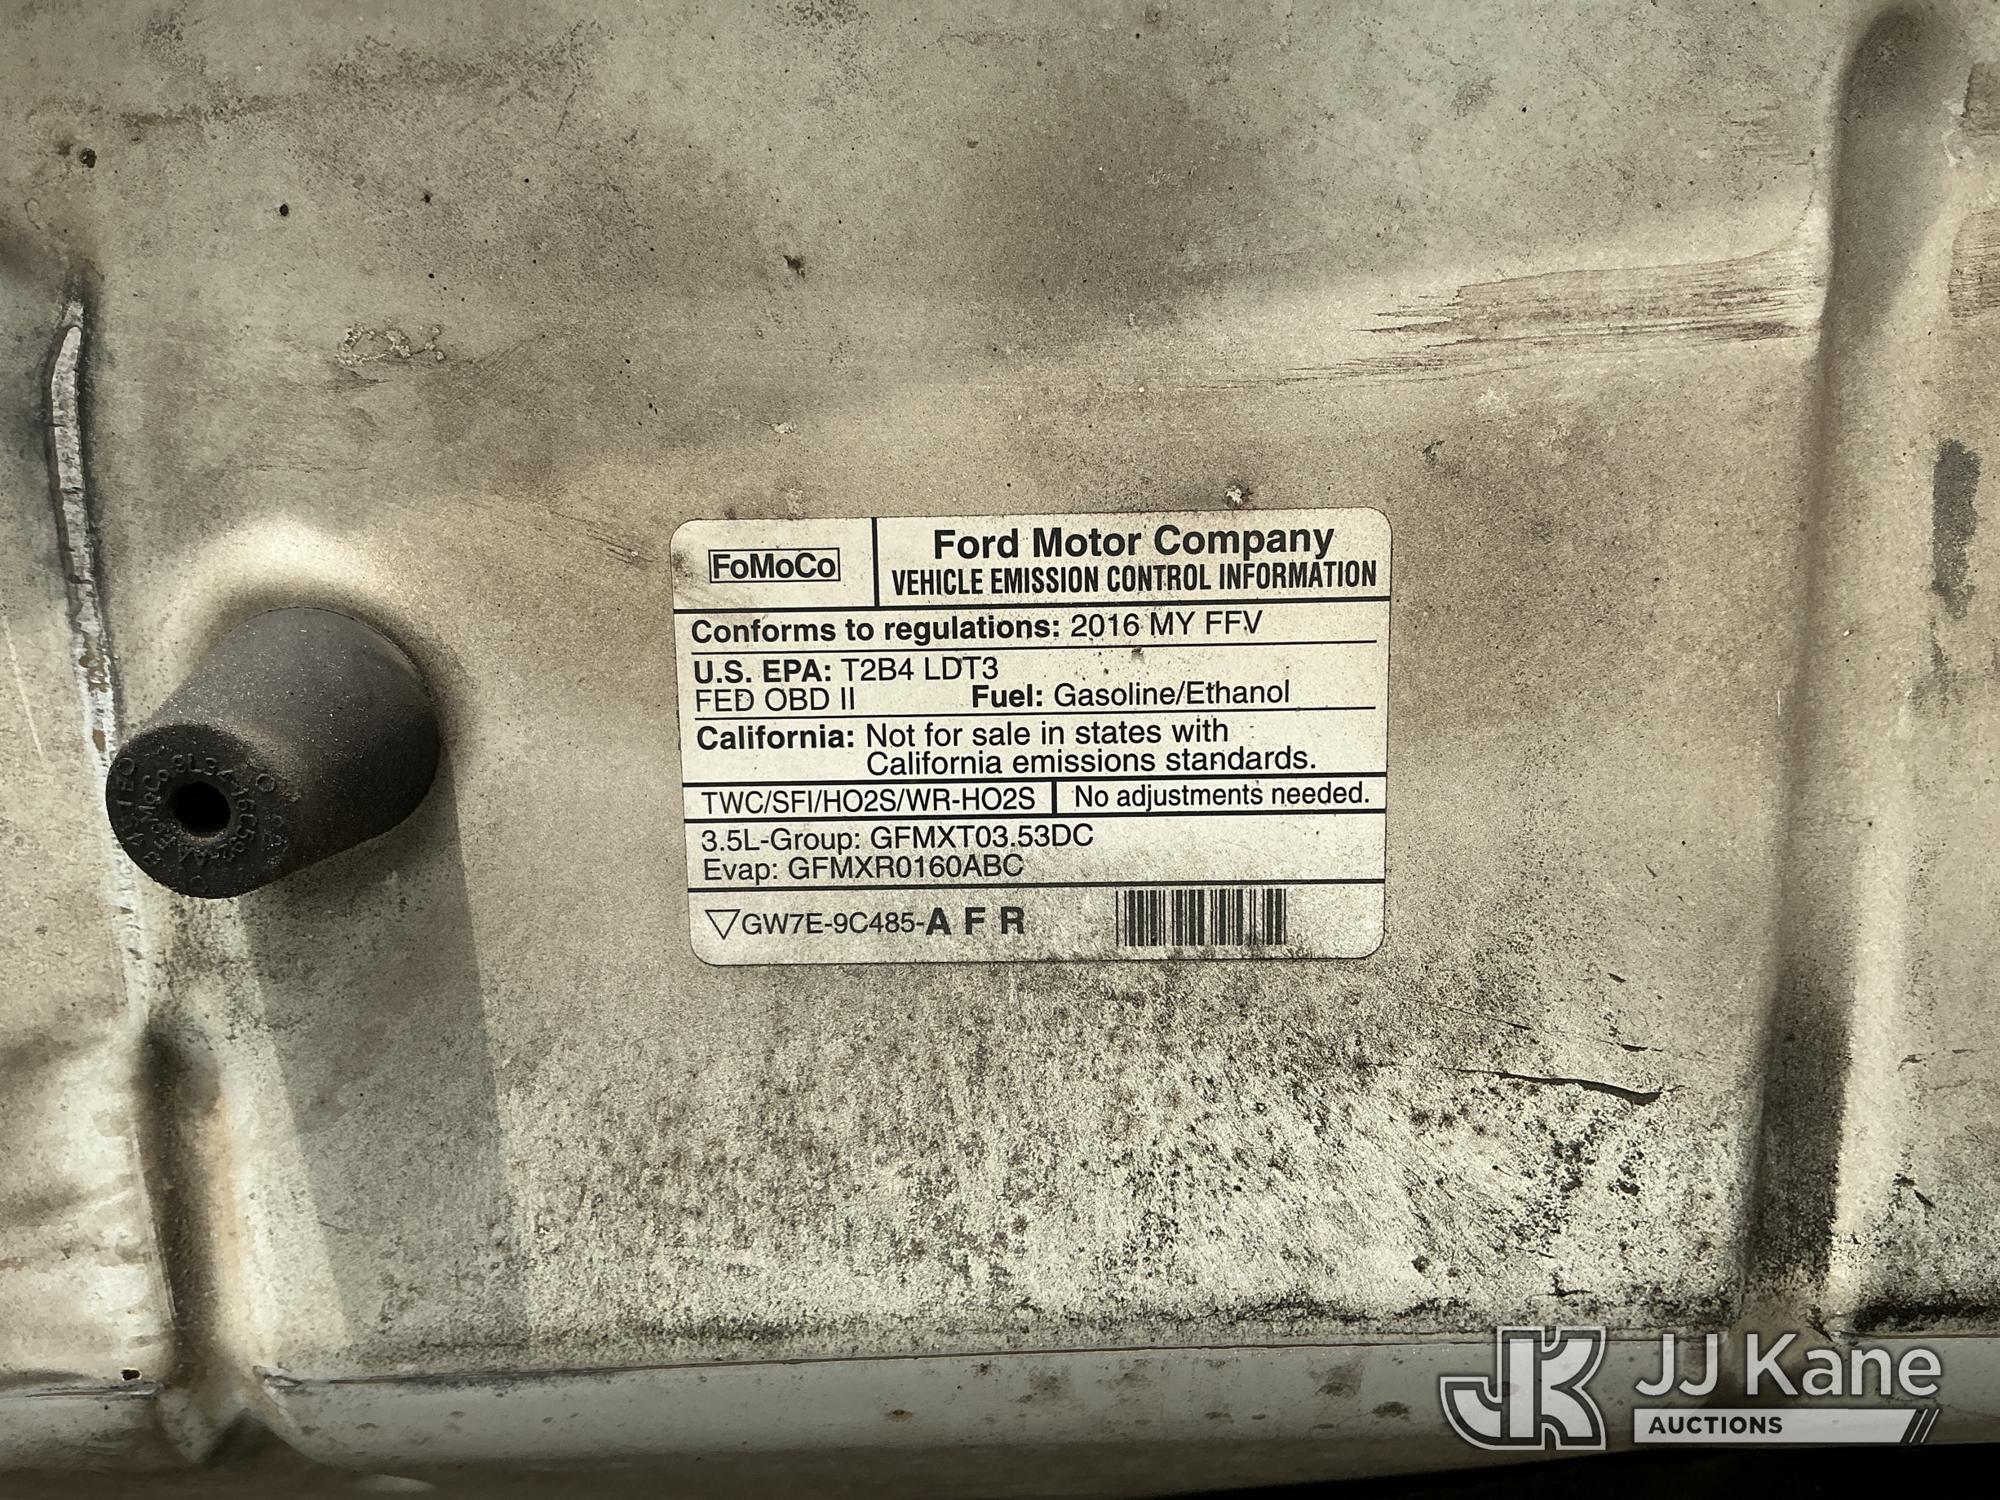 FoMoCo
Ford Motor Company
VEHICLE EMISSION CONTROL INFORMATION
Conforms to regulations: 2016 MY FFV
U.S. EPA: T2B4 LDT3
FED OBD II Fuel: Gasoline/Ethanol
California: Not for sale in states with
California emissions standards.
TWC/SFI/HO2S/WR-HO2S No adjustments needed.
3.5L-Group: GFMXT03.53DC
Evap: GFMXR0160ABC
GW7E-9C485-A F R
FoMoCo
JJ Kane
AUCTIONS